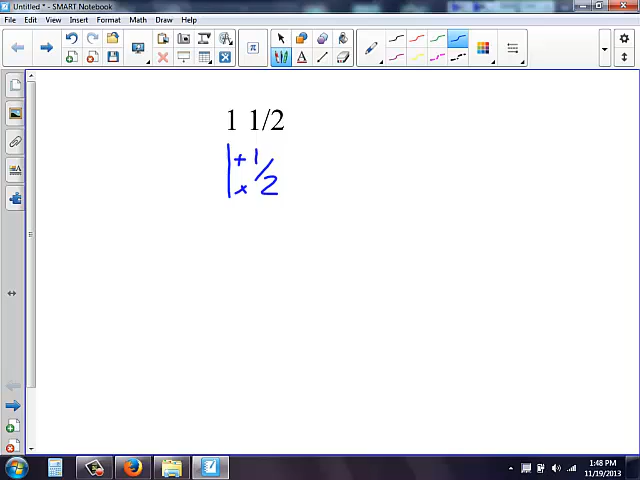 Untitled * - SMART Notebook
File Edit View Insert Format Math Draw Help
1 1/2
1 + 1/2
×
1:48 PM
11/19/2013